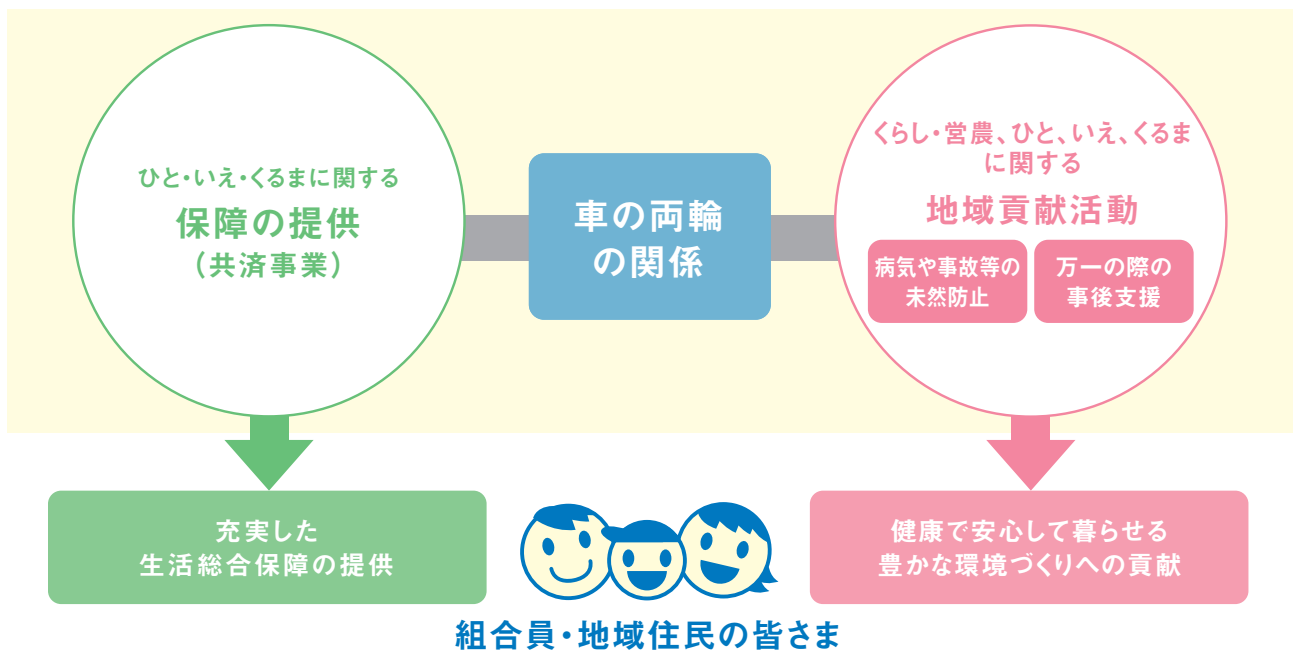 ひと・いえ・くるまに関する
保障の提供
(共済事業)
車の両輪
の関係
くらし・営農、ひと、いえ、くるま
に関する
地域貢献活動
病気や事故等の
未然防止
万一の際の
事後支援
充実した
生活総合保障の提供
健康で安心して暮らせる
豊かな環境づくりへの貢献
組合員・地域住民の皆さま